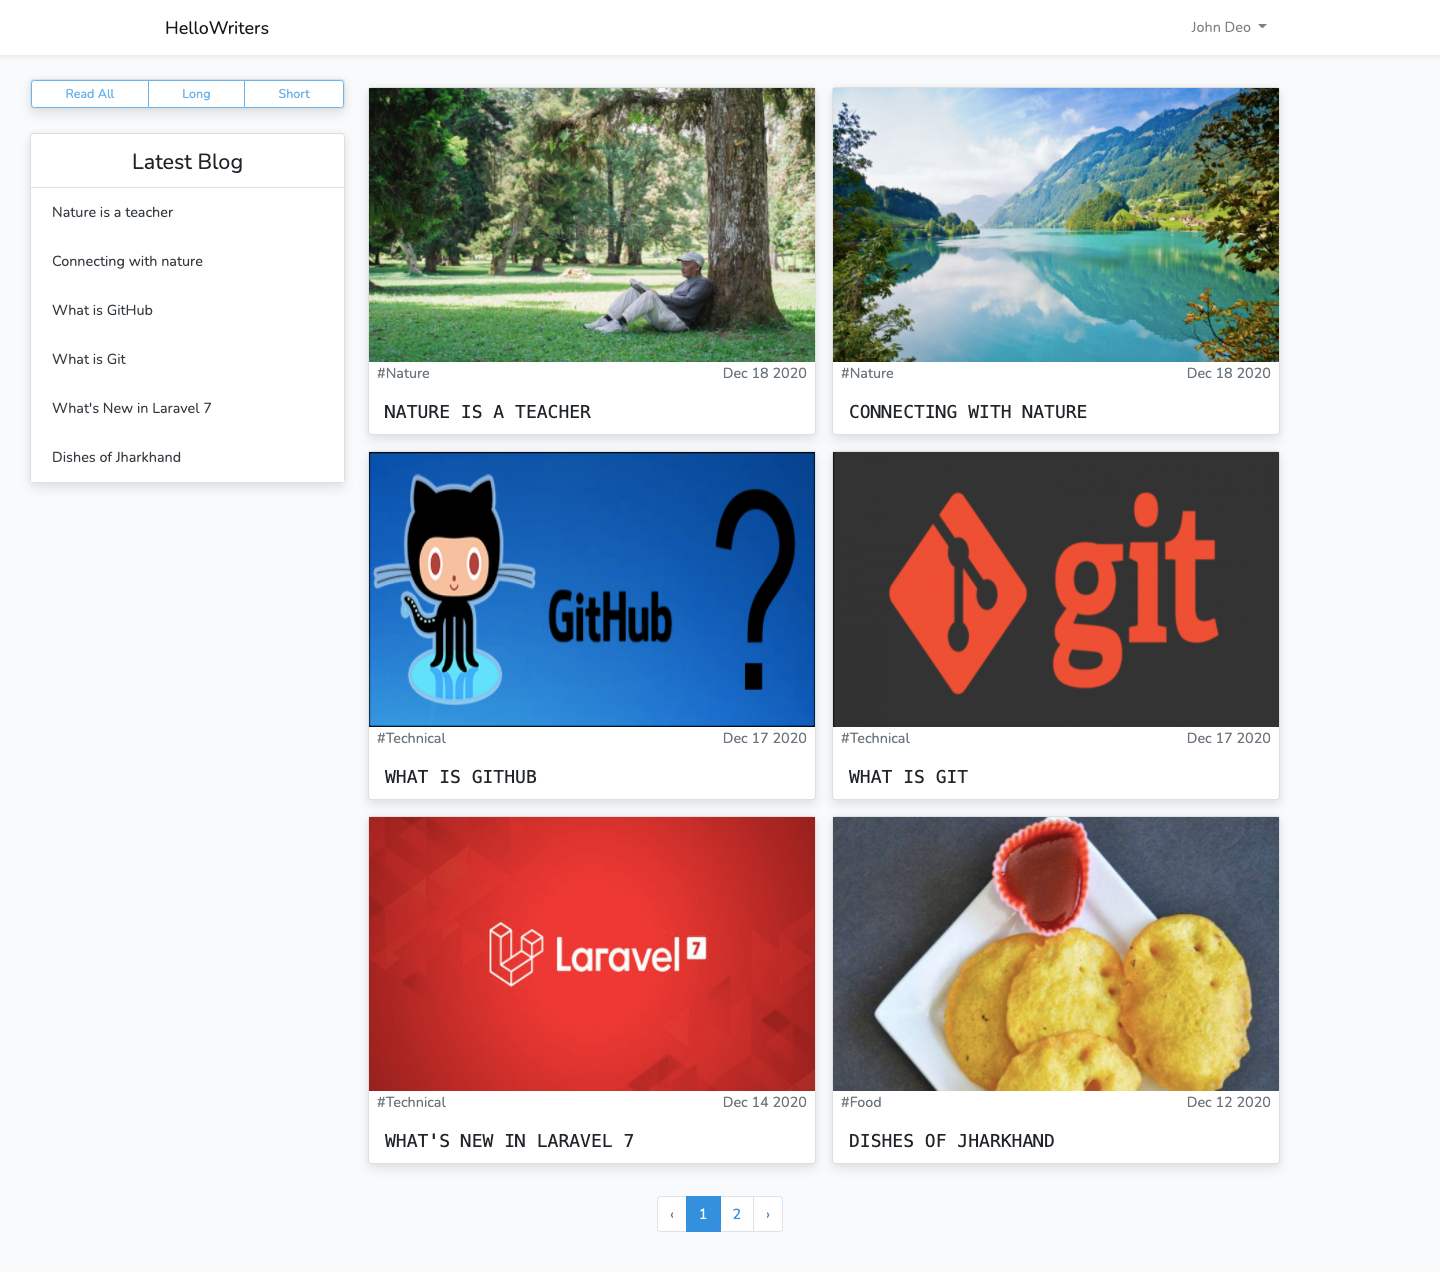 HelloWriters
John Deo
Read All
Long
Short
Latest Blog
Nature is a teacher
Connecting with nature
What is GitHub
What is Git
What's New in Laravel 7
Dishes of Jharkhand
#Nature
Dec 18 2020
NATURE IS A TEACHER
#Nature
Dec 18 2020
CONNECTING WITH NATURE
GitHub ?
#Technical
Dec 17 2020
WHAT IS GITHUB
git
#Technical
Dec 17 2020
WHAT IS GIT
Laravel 7
#Technical
Dec 14 2020
WHAT'S NEW IN LARAVEL 7
#Food
Dec 12 2020
DISHES OF JHARKHAND
‹ 1 2 ›